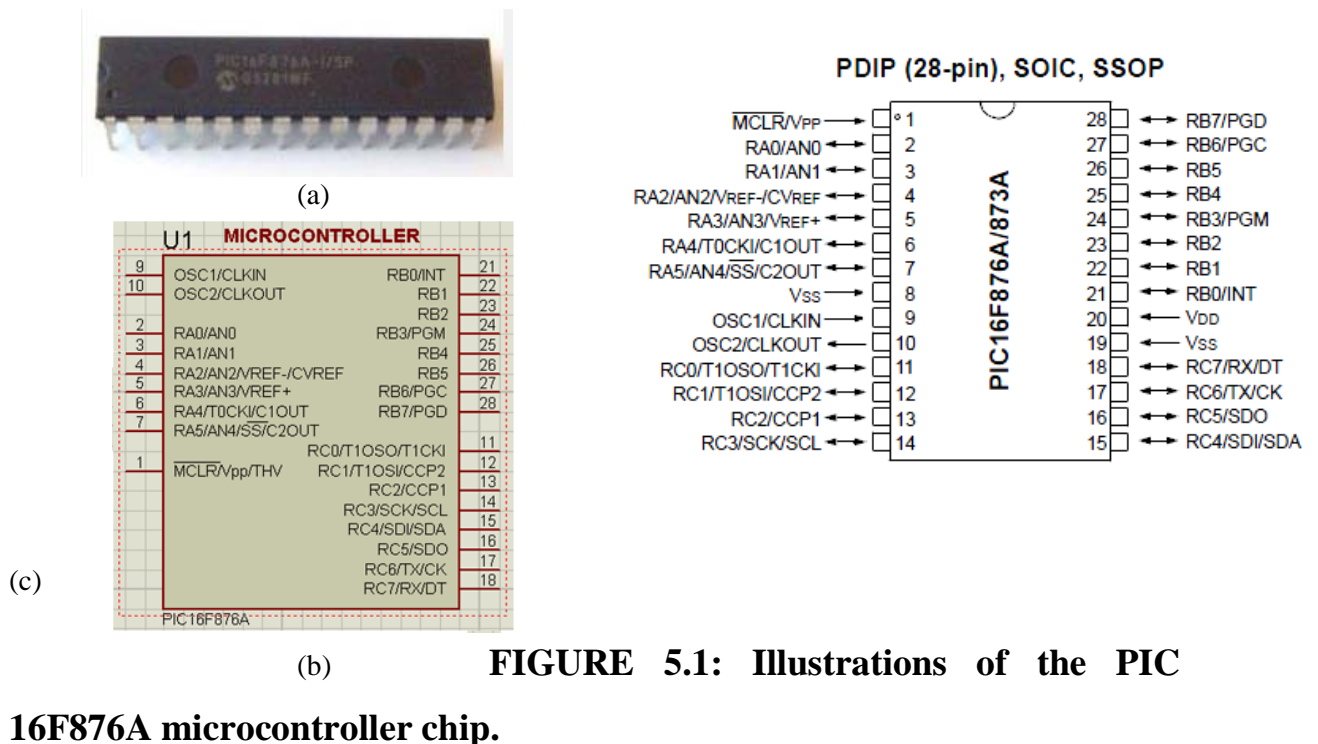 PIC16F876A-I/SP
(a)
U1 MICROCONTROLLER
9 OSC1/CLKIN RB0/INT 21
10 OSC2/CLKOUT RB1 22
RB2 23
2 RA0/AN0 RB3/PGM 24
3 RA1/AN1 RB4 25
4 RA2/AN2/VREF-/CVREF RB5 26
5 RA3/AN3/VREF+ RB6/PGC 27
6 RA4/T0CKI/C1OUT RB7/PGD 28
7 RA5/AN4/SS/C2OUT
RC0/T1OSO/T1CKI 11
1 MCLR/Vpp/THV RC1/T1OSI/CCP2 12
RC2/CCP1 13
RC3/SCK/SCL 14
RC4/SDI/SDA 15
RC5/SDO 16
RC6/TX/CK 17
RC7/RX/DT 18
PIC16F876A
(c)
(b)
PDIP (28-pin), SOIC, SSOP
MCLR/VPP 1 28 RB7/PGD
RA0/AN0 2 27 RB6/PGC
RA1/AN1 3 26 RB5
RA2/AN2/VREF-/CVREF 4 25 RB4
RA3/AN3/VREF+ 5 24 RB3/PGM
RA4/T0CKI/C1OUT 6 23 RB2
RA5/AN4/SS/C2OUT 7 22 RB1
VSS 8 21 RB0/INT
OSC1/CLKIN 9 20 VDD
OSC2/CLKOUT 10 19 VSS
RC0/T1OSO/T1CKI 11 18 RC7/RX/DT
RC1/T1OSI/CCP2 12 17 RC6/TX/CK
RC2/CCP1 13 16 RC5/SDO
RC3/SCK/SCL 14 15 RC4/SDI/SDA
PIC16F876A/873A
FIGURE 5.1: Illustrations of the PIC
16F876A microcontroller chip.